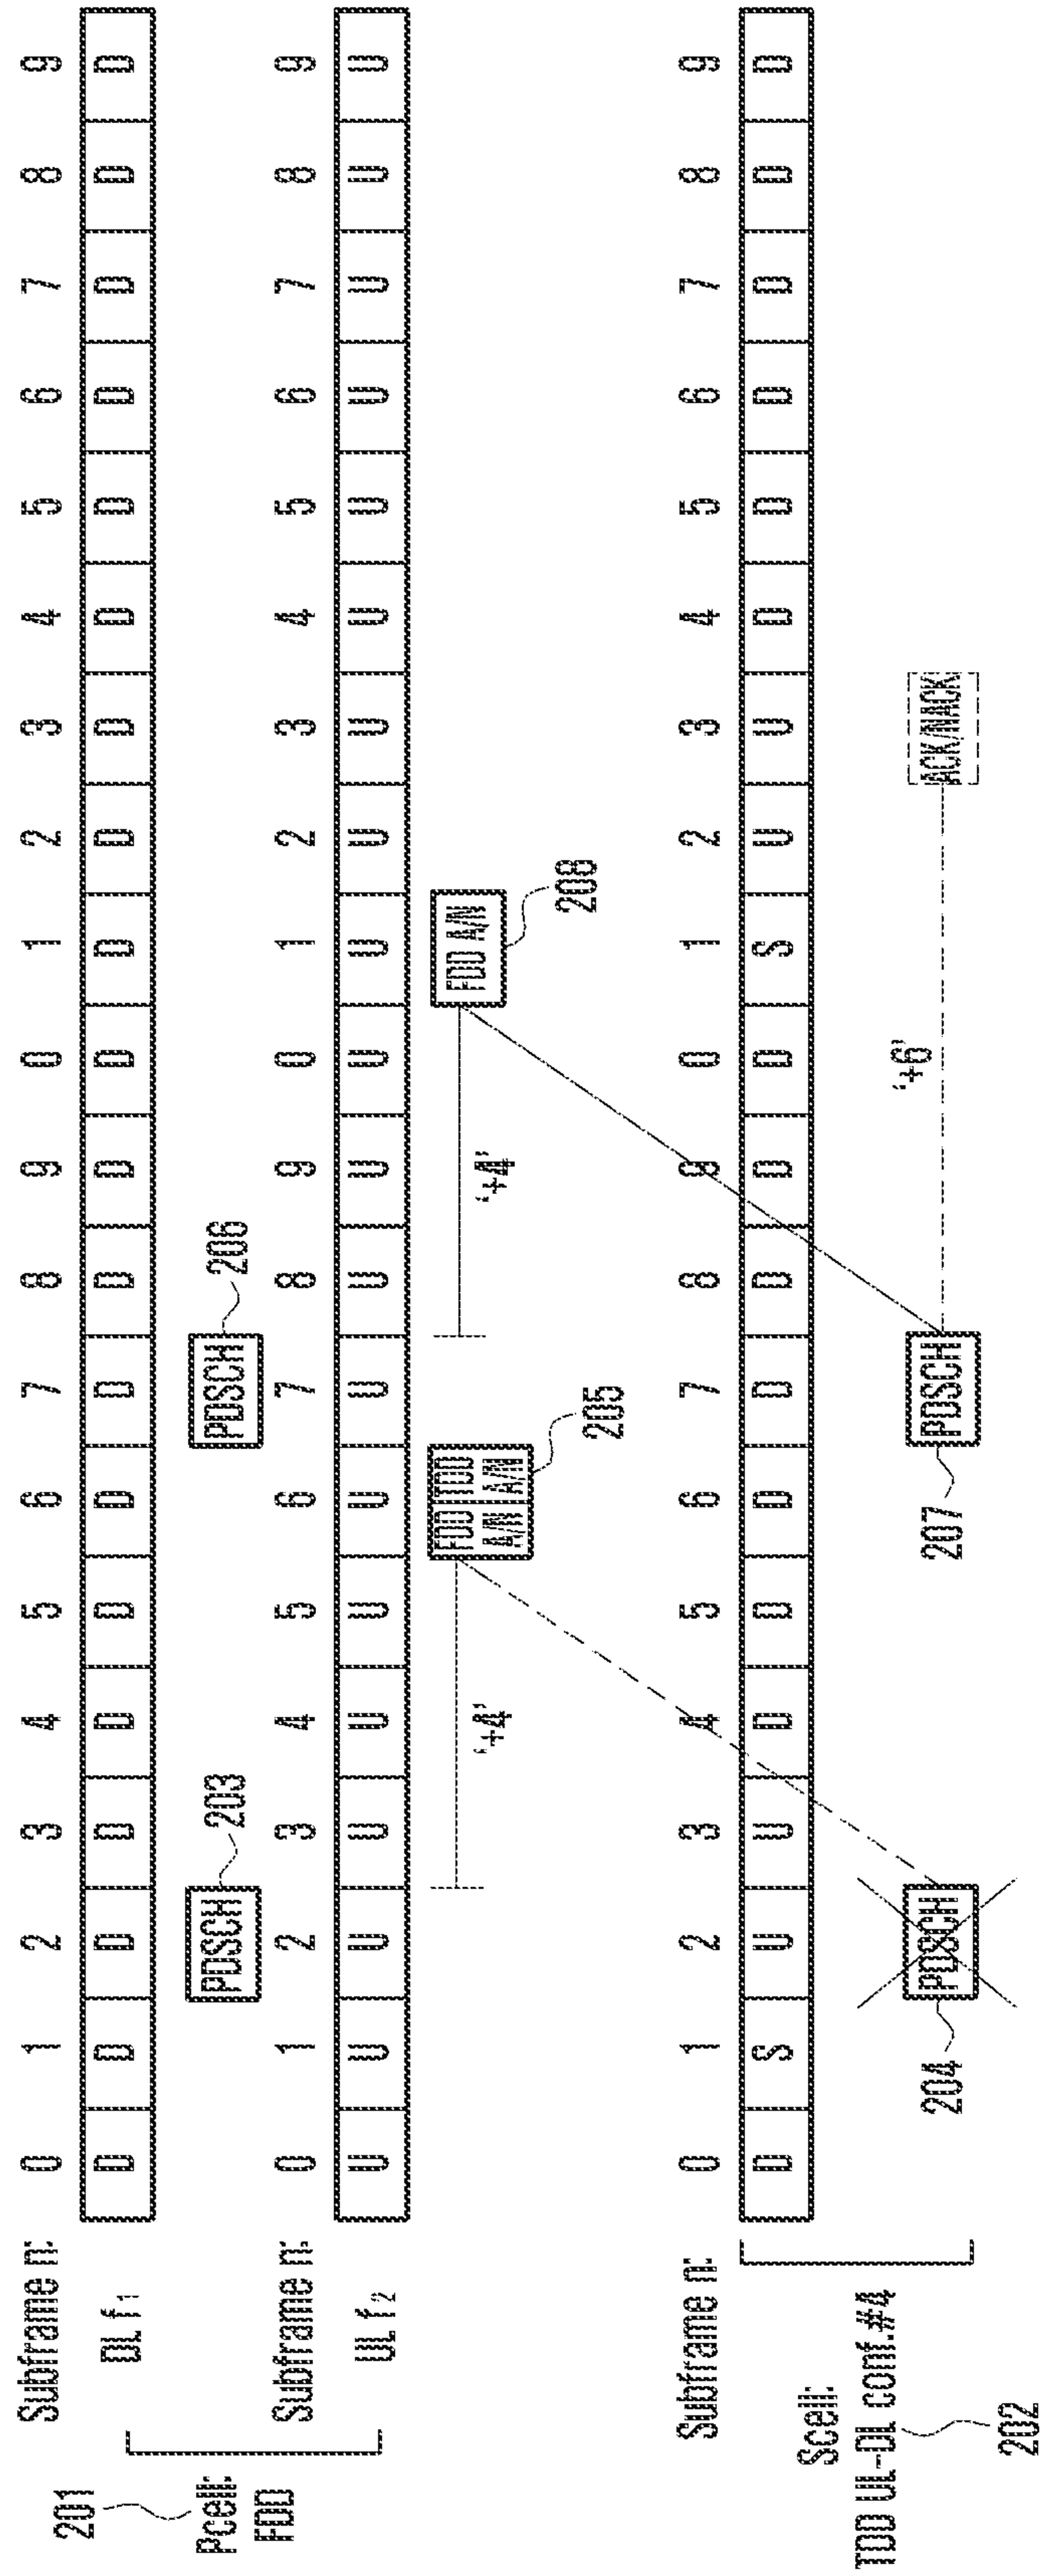 Subframe n: 0 1 2 3 4 5 6 7 8 9 0 1 2 3 4 5 6 7 8 9
201
Pcell:
FDD
DL f1 D D D D D D D D D D D D D D D D D D D D
PDSCH 203
PDSCH 206
Subframe n: 0 1 2 3 4 5 6 7 8 9 0 1 2 3 4 5 6 7 8 9
UL f2 U U U U U U U U U U U U U U U U U U U U
'+4'
FDD TDD
A/N A/N
205
'+4'
FDD A/N
208
Subframe n: 0 1 2 3 4 5 6 7 8 9 0 1 2 3 4 5 6 7 8 9
D S U U D D D D D D D S U U D D D D D D
Scell:
TDD UL-DL conf.#4
202
204 PDSCH
207 PDSCH
'+6'
ACK/NACK